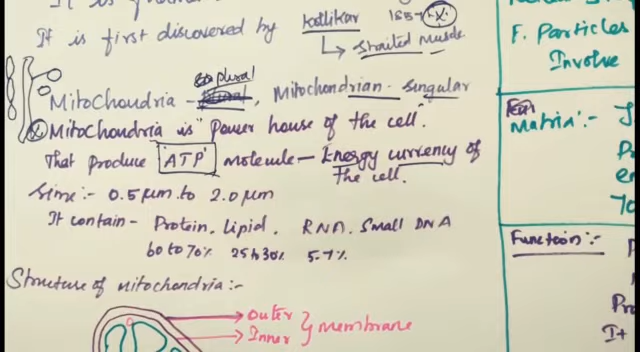 It is first discovered by Kollikar 1857
Straited Muscle
Mitochondria - plural, Mitochondrian - singular
Mitochondria is "Power house of the cell".
That produce "ATP" molecule - Energy currency of the cell.
Sinze :- 0.5 µm to 2.0 µm
It contain - Protein, Lipid, RNA, Small DNA
60 to 70% 25 to 30% 5-7%
Structure of mitochondria :-
Outer
Inner } membrane
F. Particles
Involve
Matrix :-
Function :-